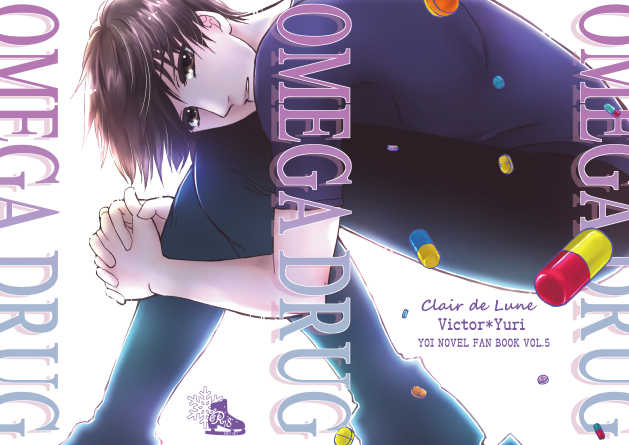 OMEGA DRUG
OMEGA DRUG
OMEGA DRUG
Clair de Lune
Victor*Yuri
YOI NOVEL FAN BOOK VOL.5